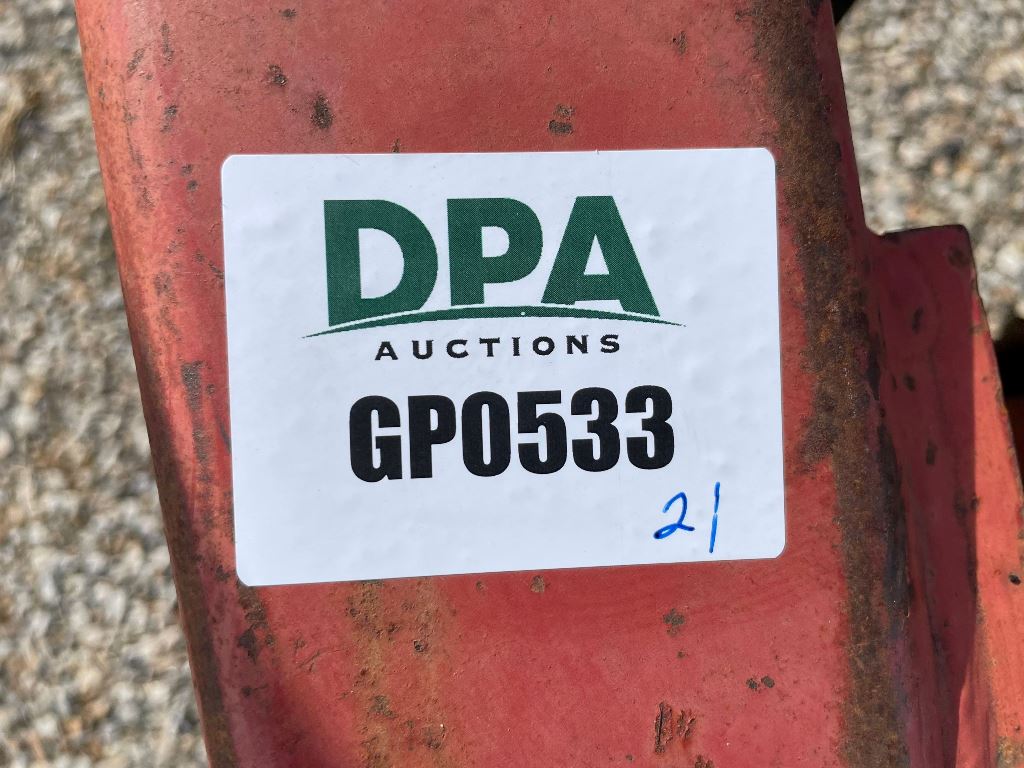 DPA
AUCTIONS
GP0533
21